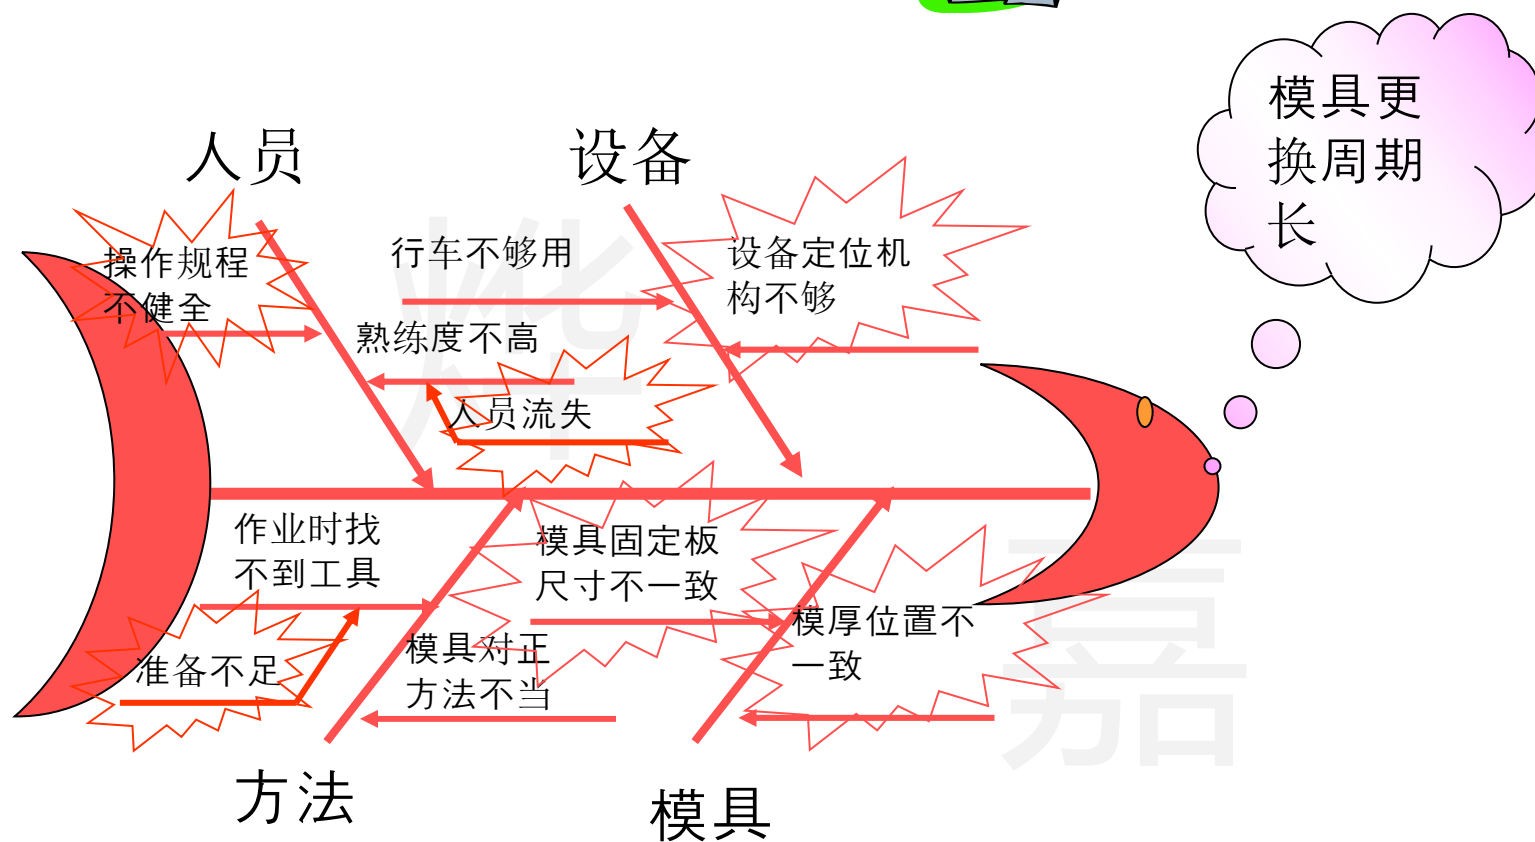 模具更
换周期
长
人员
设备
操作规程
不健全
行车不够用
设备定位机
构不够
熟练度不高
人员流失
作业时找
不到工具
模具固定板
尺寸不一致
准备不足
模具对正
方法不当
模厚位置不
一致
方法
模具
烨
嘉